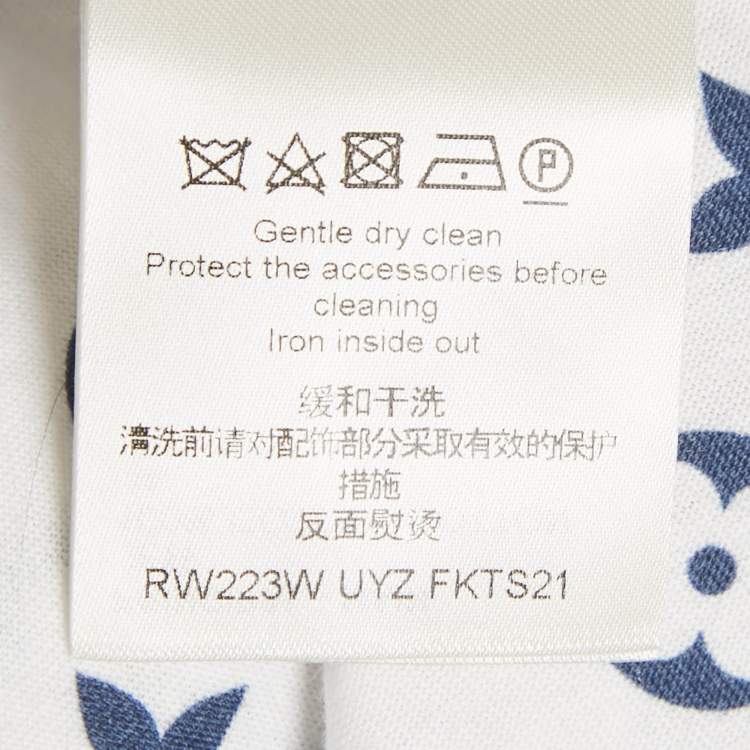 P
Gentle dry clean
Protect the accessories before
cleaning
Iron inside out
缓和干洗
清洗前请对配饰部分采取有效的保护
措施
反面熨烫
RW223W UYZ FKTS21